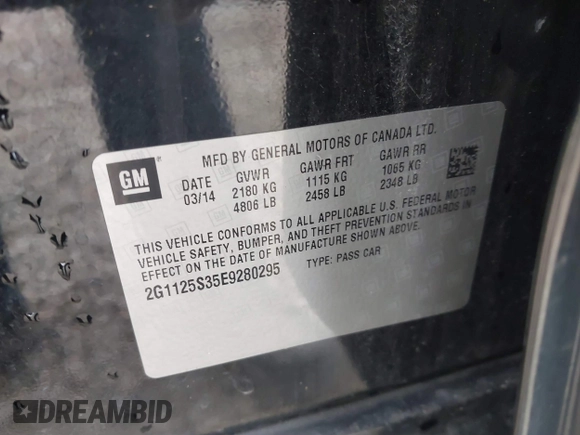 GM
MFD BY GENERAL MOTORS OF CANADA LTD.
DATE GVWR GAWR FRT GAWR RR
03/14 2180 KG 1115 KG 1065 KG
4806 LB 2458 LB 2348 LB
THIS VEHICLE CONFORMS TO ALL APPLICABLE U.S. FEDERAL MOTOR
VEHICLE SAFETY, BUMPER, AND THEFT PREVENTION STANDARDS IN
EFFECT ON THE DATE OF MANUFACTURE SHOWN ABOVE.
2G1125S35E9280295 TYPE: PASS CAR
DREAMBID